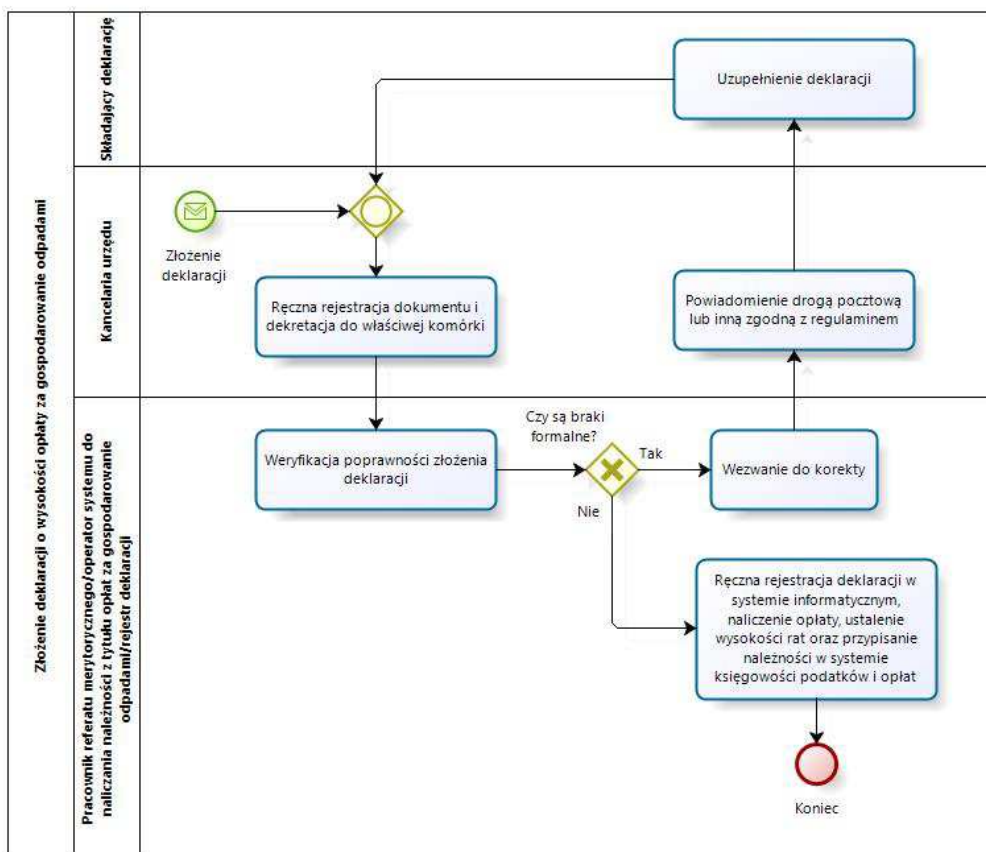 Złożenie deklaracji o wysokości opłaty za gospodarowanie odpadami
Składający deklarację
Uzupełnienie deklaracji
Kancelaria urzędu
Złożenie
deklaracji
Ręczna rejestracja dokumentu i
dekretacja do właściwej komórki
Powiadomienie drogą pocztową
lub inną zgodną z regulaminem
Pracownik referatu merytorycznego/operator systemu do
naliczania należności z tytułu opłat za gospodarowanie
odpadami/rejestr deklaracji
Weryfikacja poprawności złożenia
deklaracji
Czy są braki
formalne?
Tak
Nie
Wezwanie do korekty
Ręczna rejestracja deklaracji w
systemie informatycznym,
naliczenie opłaty, ustalenie
wysokości rat oraz przypisanie
należności w systemie
księgowości podatków i opłat
Koniec